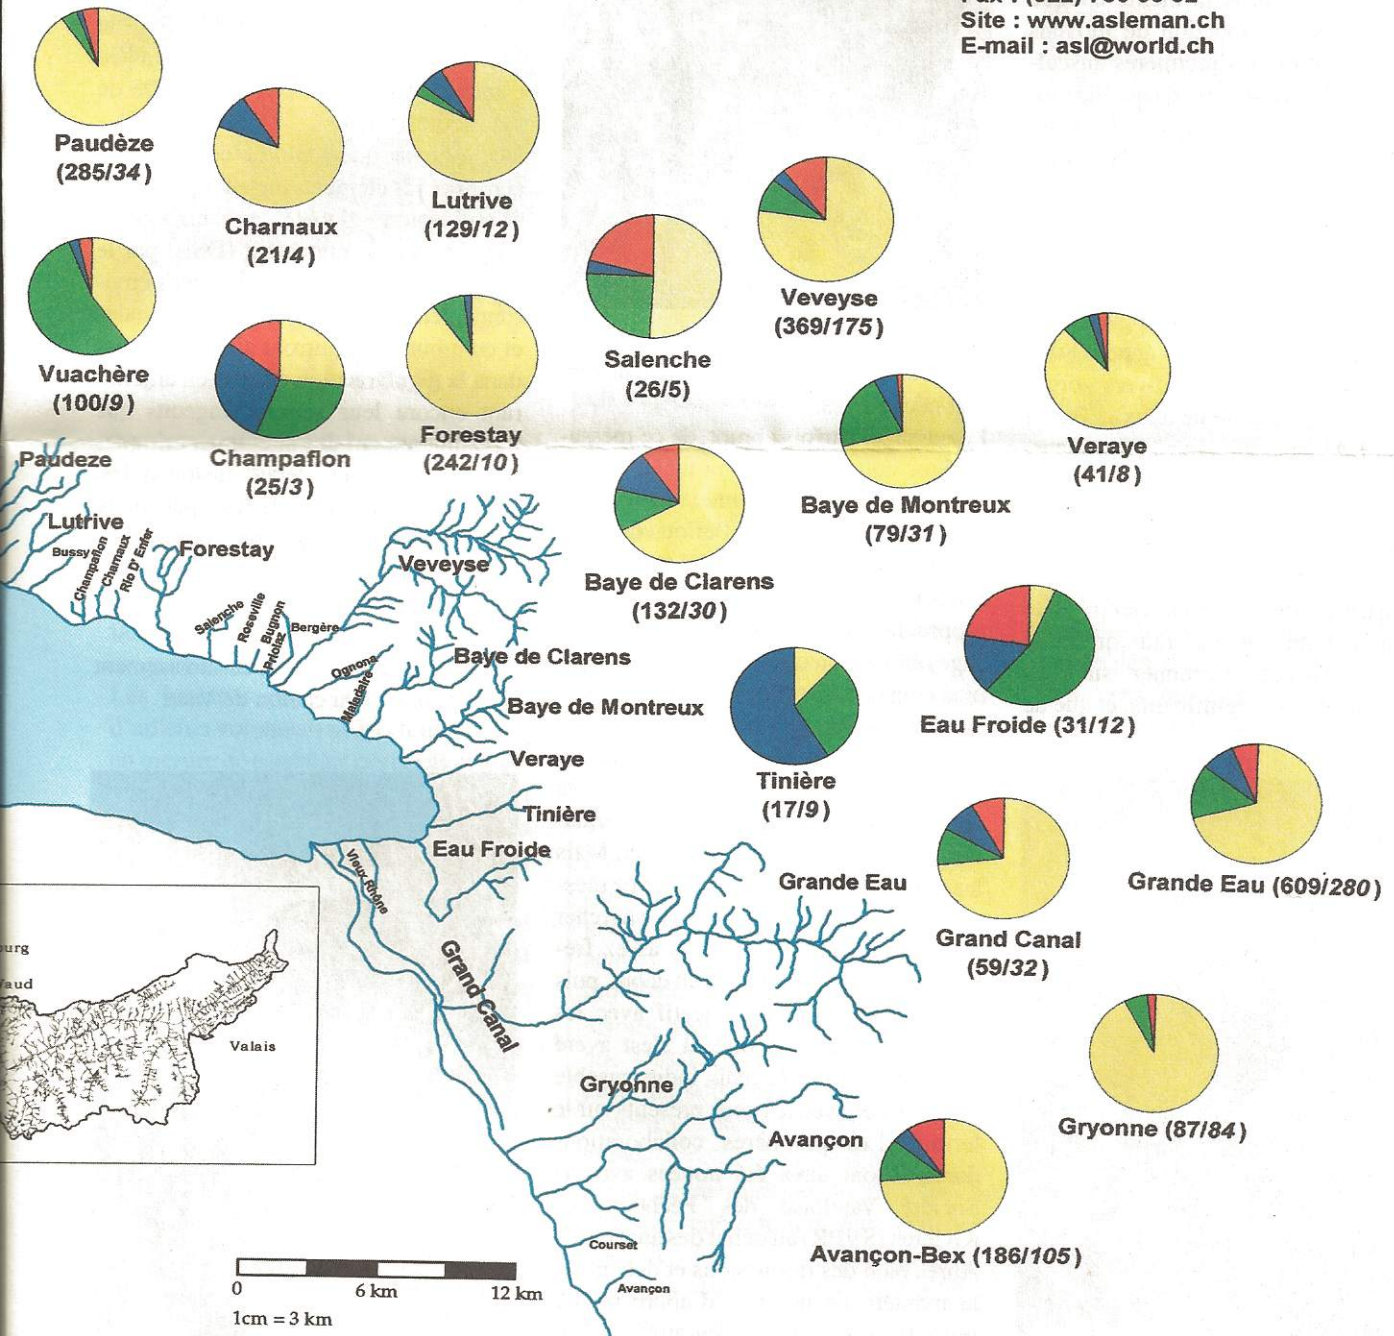 Site : www.asleman.ch
E-mail : asl@world.ch
Paudèze
(285/34)
Charnaux
(21/4)
Lutrive
(129/12)
Veveyse
(369/175)
Vuachère
(100/9)
Champaflon
(25/3)
Forestay
(242/10)
Salenche
(26/5)
Veraye
(41/8)
Baye de Montreux
(79/31)
Baye de Clarens
(132/30)
Eau Froide (31/12)
Tinière
(17/9)
Grande Eau (609/280)
Grand Canal
(59/32)
Gryonne (87/84)
Avançon-Bex (186/105)
Paudeze
Lutrive
Bussy
Champaflon
Charnaux
Rio D' Enfer
Forestay
Salenche
Roseville
Bugnon
Priolaz
Bergère
Veveyse
Ognona
Maladaire
Baye de Clarens
Baye de Montreux
Veraye
Tinière
Eau Froide
Vieux Rhône
Grande Eau
Grand Canal
Gryonne
Avançon
Courset
Avançon
ourg
Vaud
Valais
0 6 km 12 km
1cm = 3 km